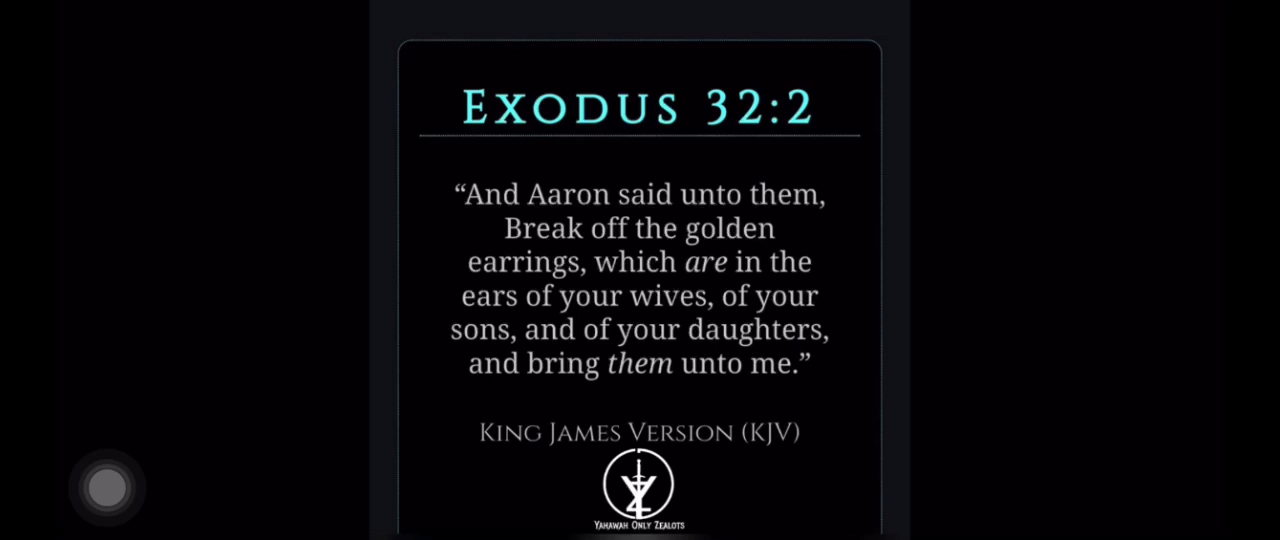 Exodus 32:2
“And Aaron said unto them,
Break off the golden
earrings, which are in the
ears of your wives, of your
sons, and of your daughters,
and bring them unto me.”
King James Version (KJV)
YZ
Yahawah Only Zealots